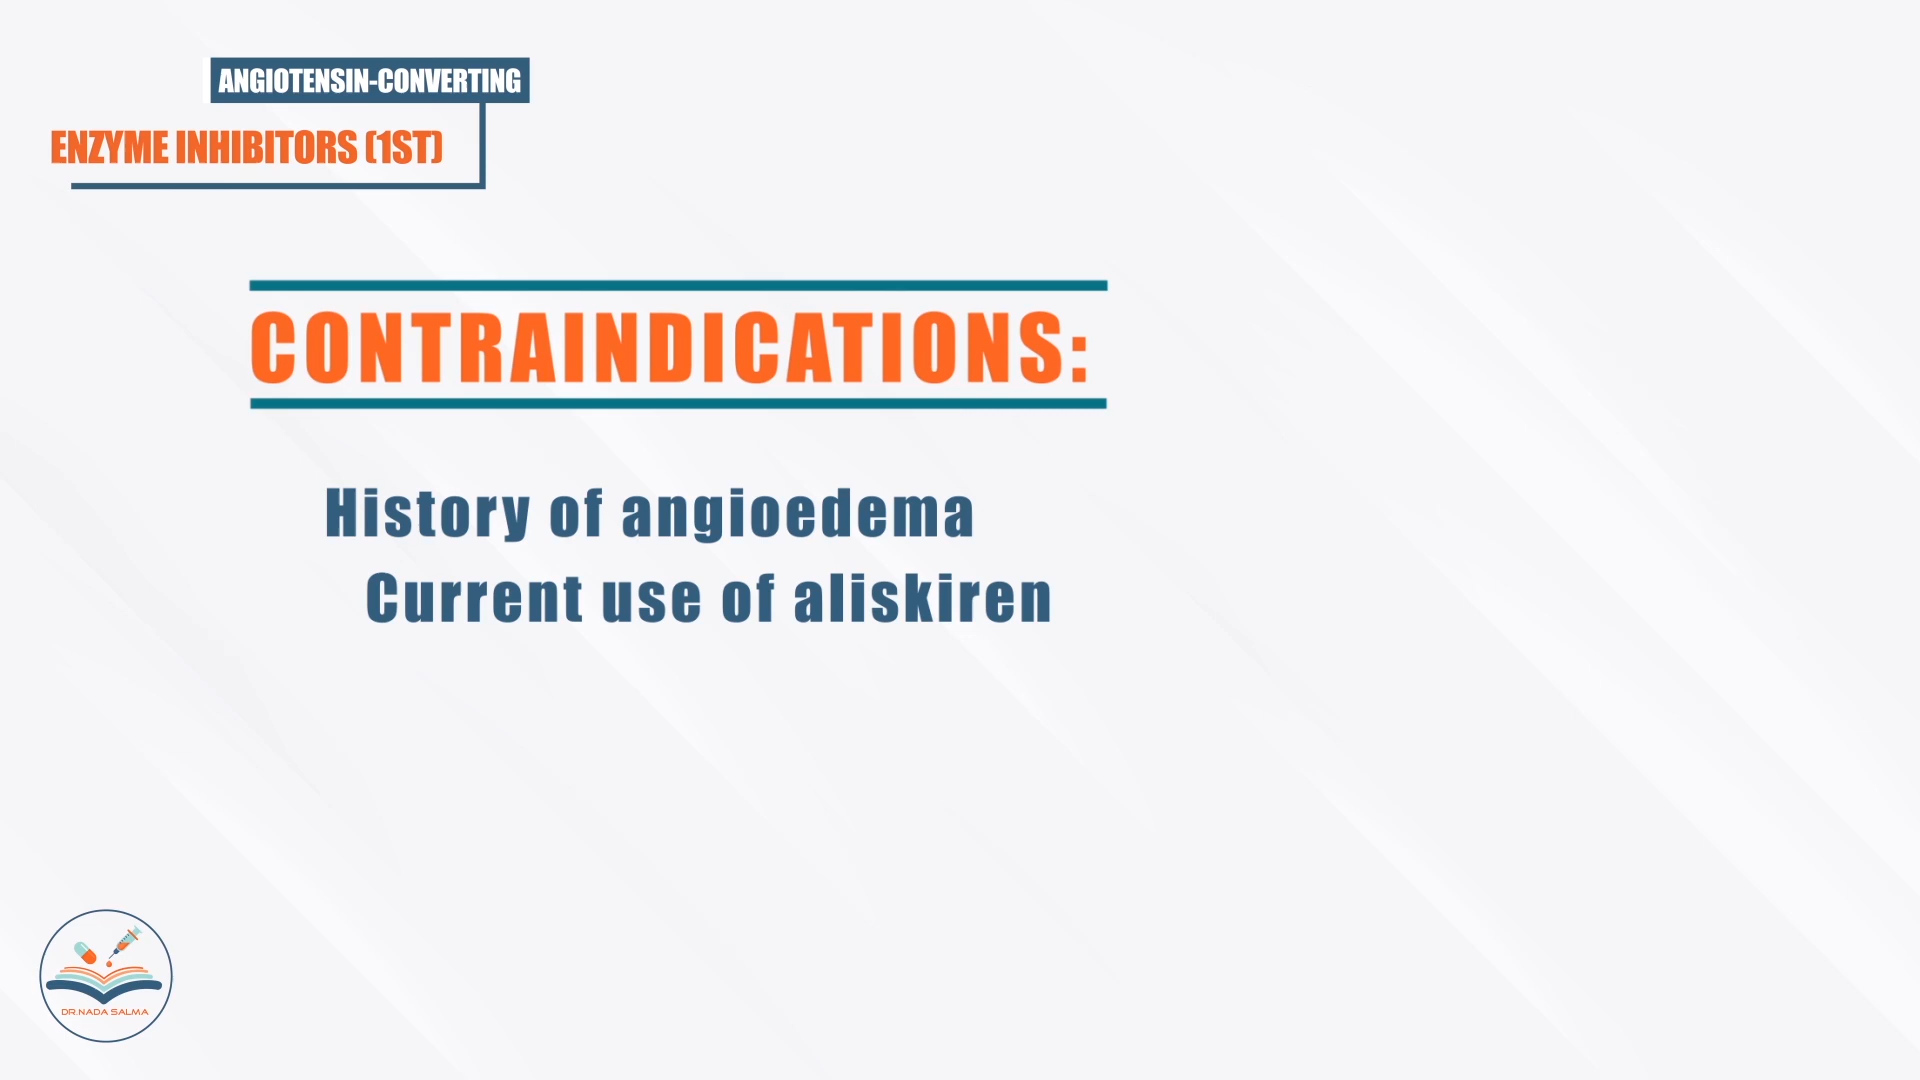 ANGIOTENSIN-CONVERTING
ENZYME INHIBITORS (1ST)
CONTRAINDICATIONS:
History of angioedema
Current use of aliskiren
DR.NADA SALMA